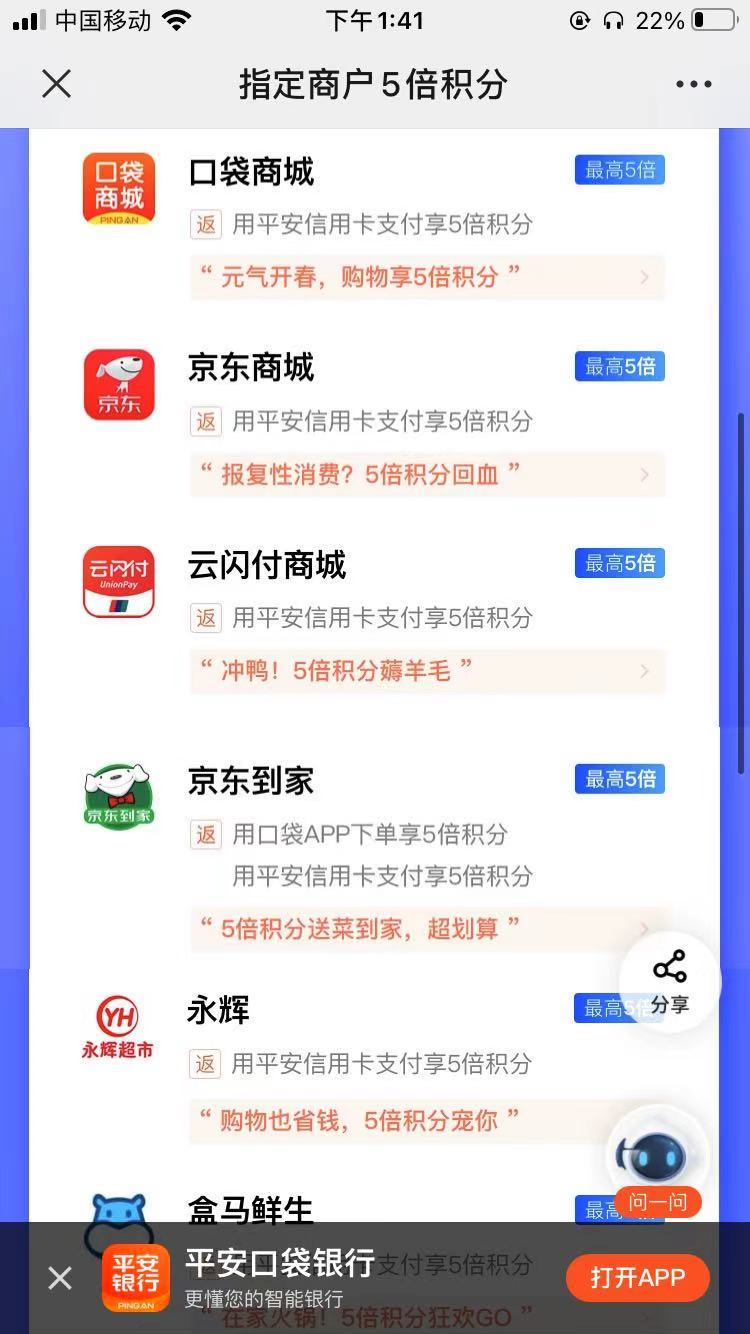 中国移动
下午1:41
22%
指定商户5倍积分
口袋
商城
PINGAN
口袋商城
最高5倍
返 用平安信用卡支付享5倍积分
“ 元气开春，购物享5倍积分 ”
京东
京东商城
最高5倍
返 用平安信用卡支付享5倍积分
“ 报复性消费？5倍积分回血 ”
云闪付
UnionPay
云闪付商城
最高5倍
返 用平安信用卡支付享5倍积分
“ 冲鸭！5倍积分薅羊毛 ”
京东到家
京东到家
最高5倍
返 用口袋APP下单享5倍积分
用平安信用卡支付享5倍积分
“ 5倍积分送菜到家，超划算 ”
分享
YH
永辉超市
永辉
最高5倍
返 用平安信用卡支付享5倍积分
“ 购物也省钱，5倍积分宠你 ”
问一问
盒马鲜生
最高
用平安信用卡支付享5倍积分
“ 在家火锅！5倍积分狂欢GO ”
平安
银行
PINGAN
平安口袋银行
更懂您的智能银行
打开APP